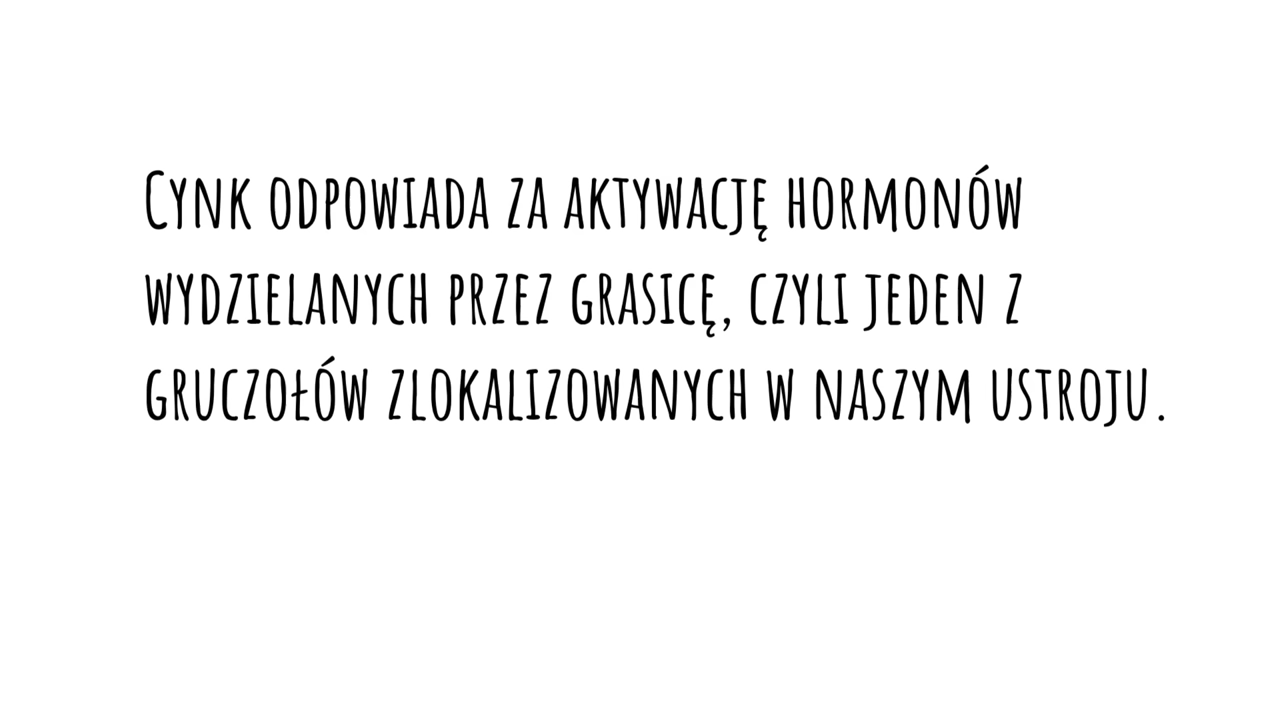 Cynk odpowiada za aktywację hormonów
wydzielanych przez grasicę, czyli jeden z
gruczołów zlokalizowanych w naszym ustroju.